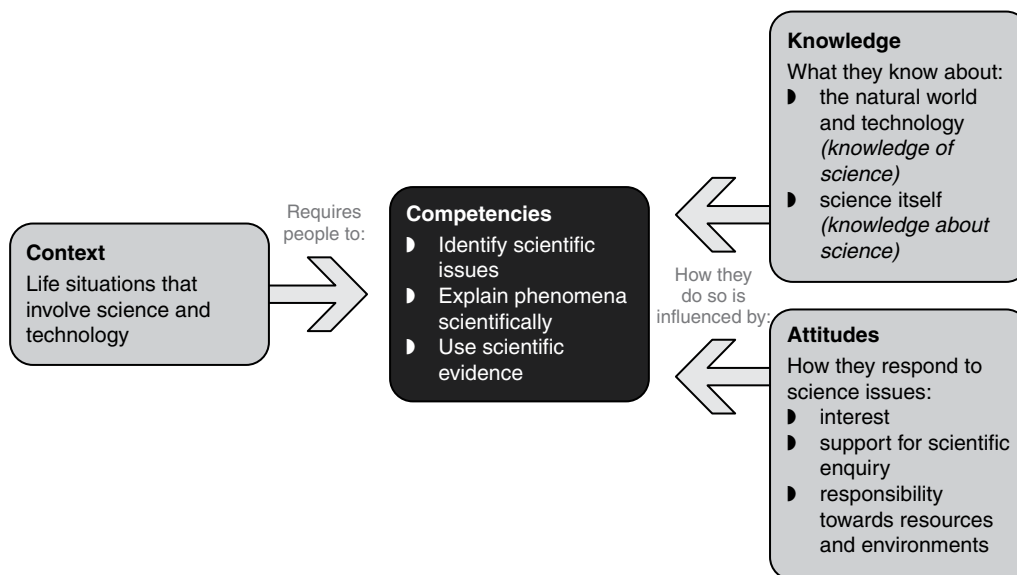 Context
Life situations that
involve science and
technology
Requires
people to:
Competencies
◗ Identify scientific
issues
◗ Explain phenomena
scientifically
◗ Use scientific
evidence
How they
do so is
influenced by:
Knowledge
What they know about:
◗ the natural world
and technology
(knowledge of
science)
◗ science itself
(knowledge about
science)
Attitudes
How they respond to
science issues:
◗ interest
◗ support for scientific
enquiry
◗ responsibility
towards resources
and environments